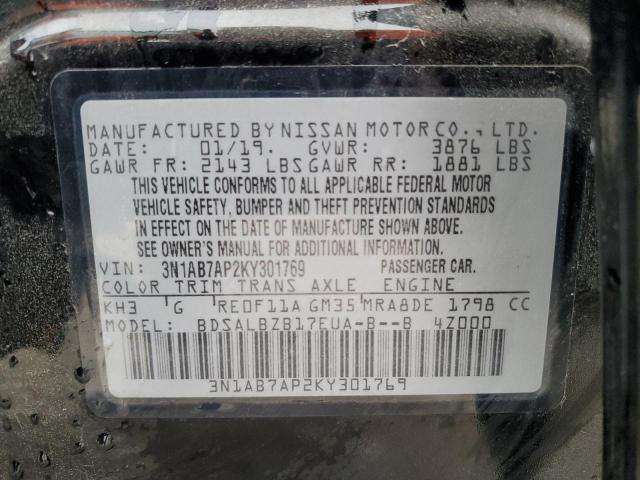 MANUFACTURED BY NISSAN MOTOR CO., LTD.
DATE: 01/19. GVWR: 3876 LBS
GAWR FR: 2143 LBS GAWR RR: 1881 LBS
THIS VEHICLE CONFORMS TO ALL APPLICABLE FEDERAL MOTOR
VEHICLE SAFETY, BUMPER AND THEFT PREVENTION STANDARDS
IN EFFECT ON THE DATE OF MANUFACTURE SHOWN ABOVE.
SEE OWNER'S MANUAL FOR ADDITIONAL INFORMATION.
VIN: 3N1AB7AP2KY301769 PASSENGER CAR.
COLOR TRIM TRANS AXLE ENGINE
KH3 G RE0F11A GM35 MRA8DE 1798 CC
MODEL: BDSALBZB17EUA-B--B 4Z000
3N1AB7AP2KY301769